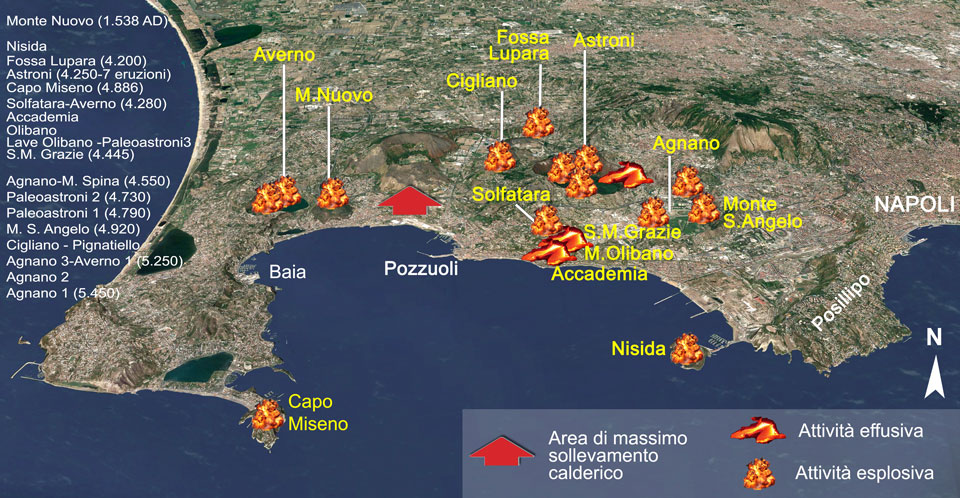 Monte Nuovo (1.538 AD)
Nisida
Fossa Lupara (4.200)
Astroni (4.250-7 eruzioni)
Capo Miseno (4.886)
Solfatara-Averno (4.280)
Accademia
Olibano
Lave Olibano -Paleoastroni3
S.M. Grazie (4.445)
Agnano-M. Spina (4.550)
Paleoastroni 2 (4.730)
Paleoastroni 1 (4.790)
M. S. Angelo (4.920)
Cigliano - Pignatiello
Agnano 3-Averno 1 (5.250)
Agnano 2
Agnano 1 (5.450)
Averno
M.Nuovo
Cigliano
Fossa
Lupara
Astroni
Agnano
Solfatara
Monte
S.Angelo
S.M.Grazie
M.Olibano
Accademia
NAPOLI
Baia
Pozzuoli
Posillipo
Nisida
Capo
Miseno
N
Area di massimo
sollevamento
calderico
Attività effusiva
Attività esplosiva